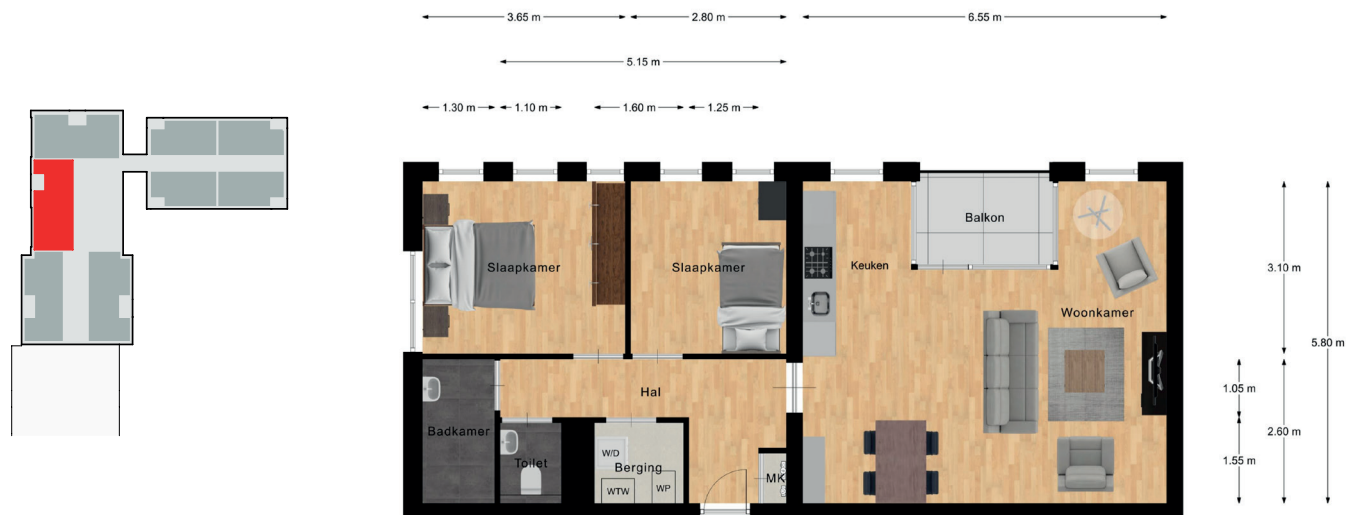 3.65 m
2.80 m
6.55 m
5.15 m
1.30 m
1.10 m
1.60 m
1.25 m
Balkon
Slaapkamer
Slaapkamer
Keuken
3.10 m
Woonkamer
5.80 m
Hal
1.05 m
Badkamer
2.60 m
W/D
Toilet
Berging
1.55 m
MK
WTW
WP